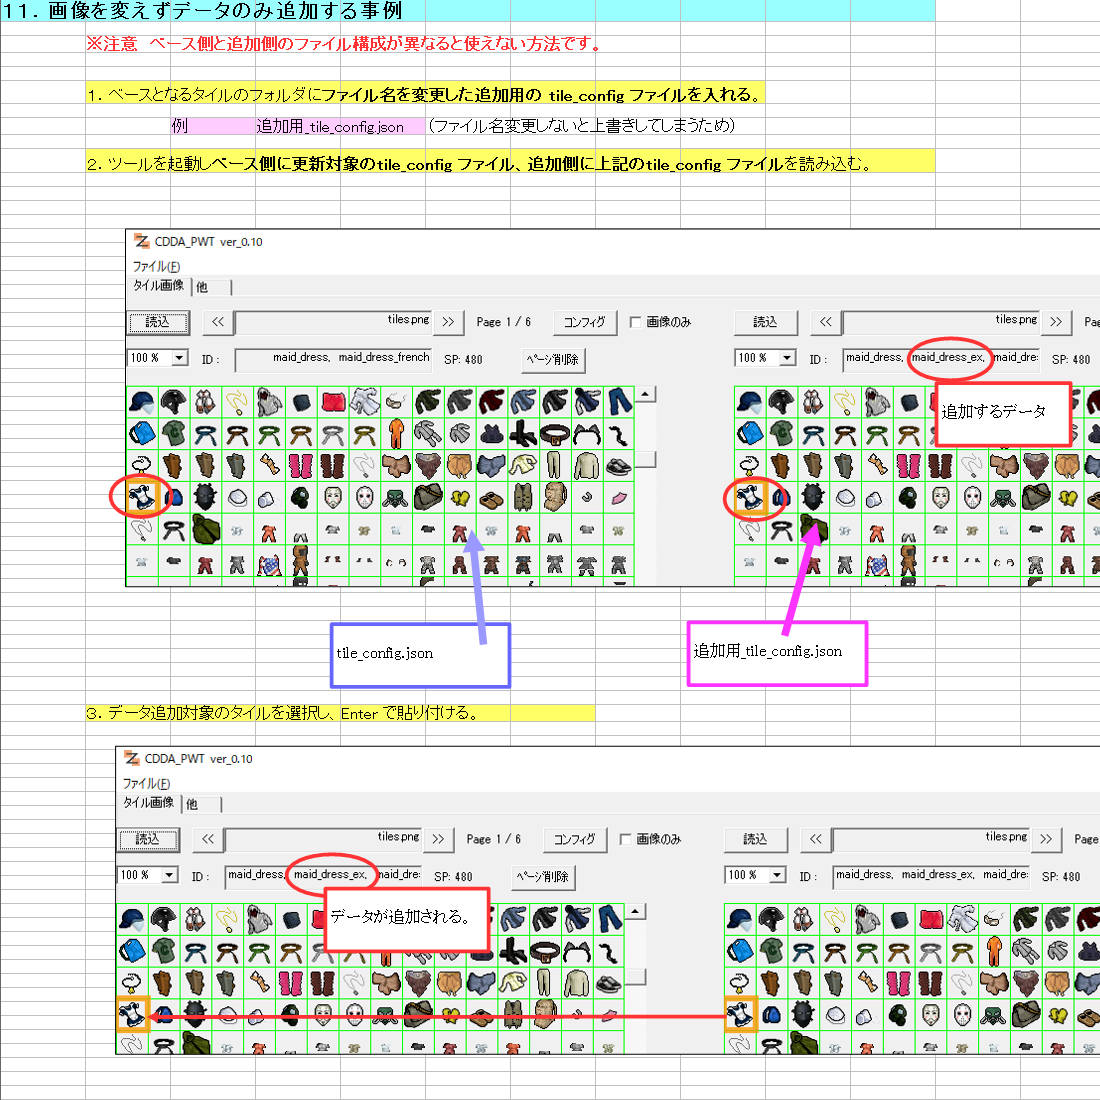 １１．画像を変えずデータのみ追加する事例
※注意　ベース側と追加側のファイル構成が異なると使えない方法です。
１．ベースとなるタイルのフォルダにファイル名を変更した追加用の tile_config ファイルを入れる。
例　追加用_tile_config.json　（ファイル名変更しないと上書きしてしまうため）
２．ツールを起動しベース側に更新対象のtile_config ファイル、追加側に上記のtile_config ファイルを読み込む。
CDDA_PWT ver_0.10
ファイル(F)
タイル画像 他
読込 << tiles.png >> Page 1 / 6 コンフィグ 画像のみ 読込 << tiles.png >>
100 % ID : maid_dress, maid_dress_french SP: 480 ページ削除 100 % ID : maid_dress, maid_dress_ex, maid_dre: SP: 480
追加するデータ
tile_config.json
追加用_tile_config.json
３．データ追加対象のタイルを選択し、Enter で貼り付ける。
CDDA_PWT ver_0.10
ファイル(F)
タイル画像 他
読込 << tiles.png >> Page 1 / 6 コンフィグ 画像のみ 読込 << tiles.png >> Page
100 % ID : maid_dress, maid_dress_ex, maid_dre: SP: 480 ページ削除 100 % ID : maid_dress, maid_dress_ex, maid_dre: SP: 480
データが追加される。